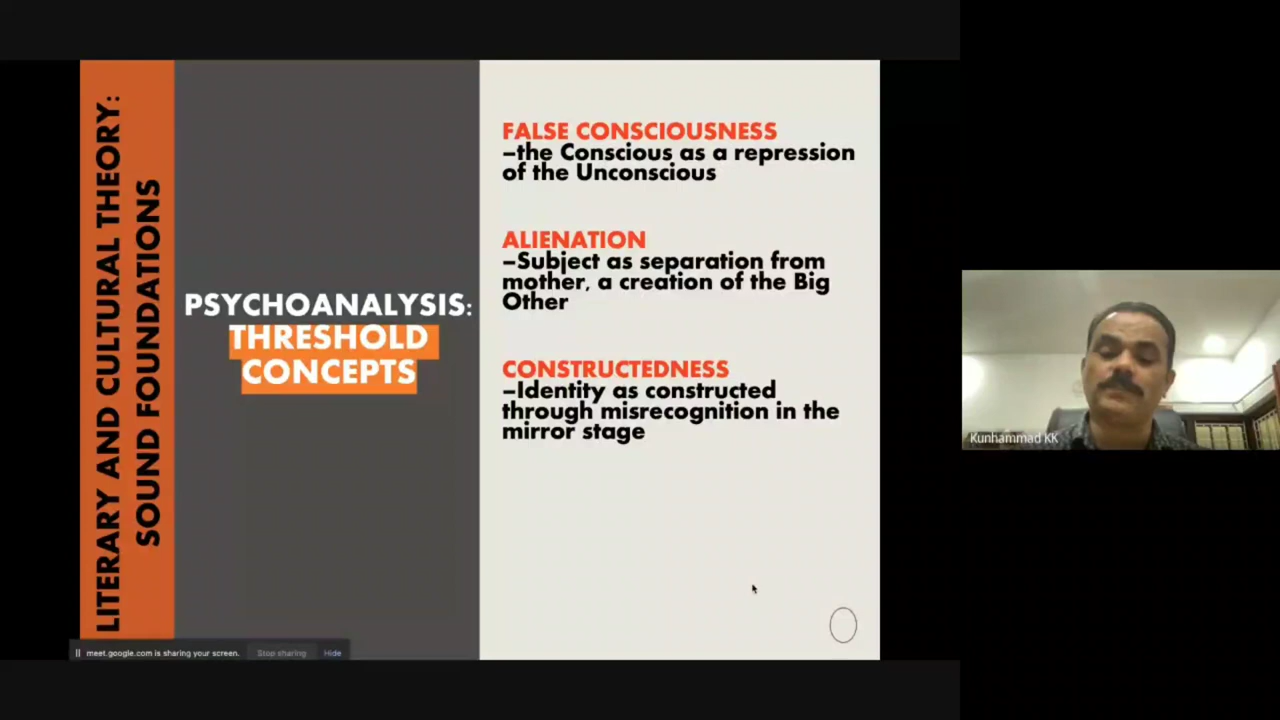 LITERARY AND CULTURAL THEORY:
SOUND FOUNDATIONS
PSYCHOANALYSIS:
THRESHOLD
CONCEPTS
FALSE CONSCIOUSNESS
–the Conscious as a repression
of the Unconscious
ALIENATION
–Subject as separation from
mother, a creation of the Big
Other
CONSTRUCTEDNESS
–Identity as constructed
through misrecognition in the
mirror stage
Kunhammad KK
meet.google.com is sharing your screen. Stop sharing Hide